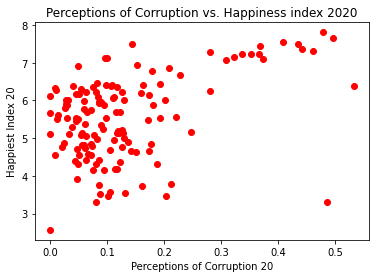 Perceptions of Corruption vs. Happiness index 2020
8
7
6
5
4
3
Happiest Index 20
0.0 0.1 0.2 0.3 0.4 0.5
Perceptions of Corruption 20